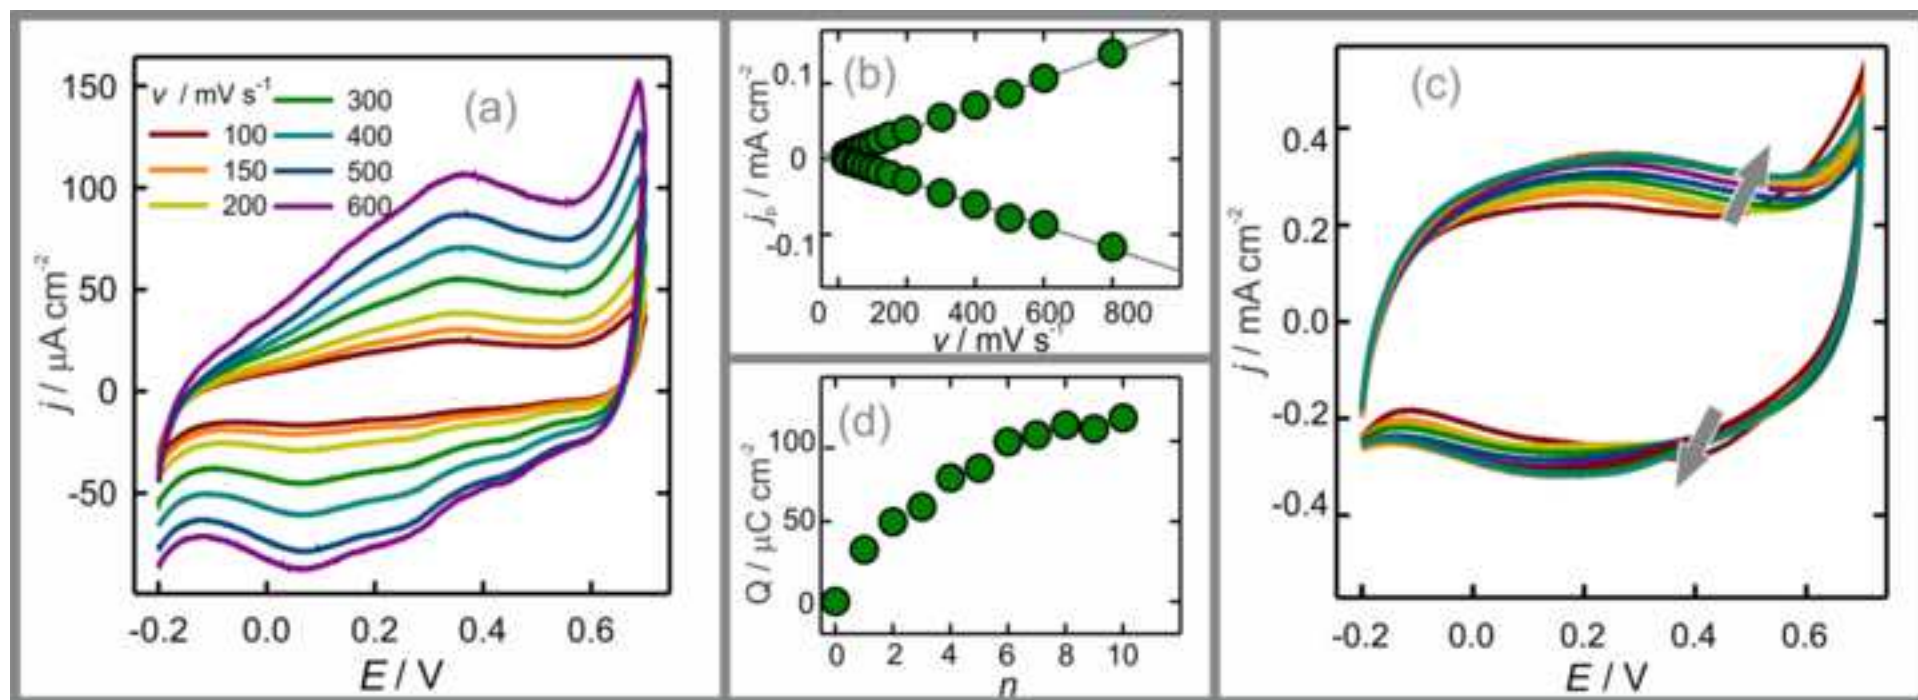 (a)
v / mV s-1
100
150
200
300
400
500
600
150
100
50
0
-50
j / μA cm-2
-0.2 0.0 0.2 0.4 0.6
E / V
(b)
0.1
0
-0.1
jp / mA cm-2
0 200 400 600 800
v / mV s-1
(d)
100
50
0
Q / μC cm-2
0 2 4 6 8 10
n
(c)
0.4
0.2
0.0
-0.2
-0.4
j / mA cm-2
-0.2 0.0 0.2 0.4 0.6
E / V